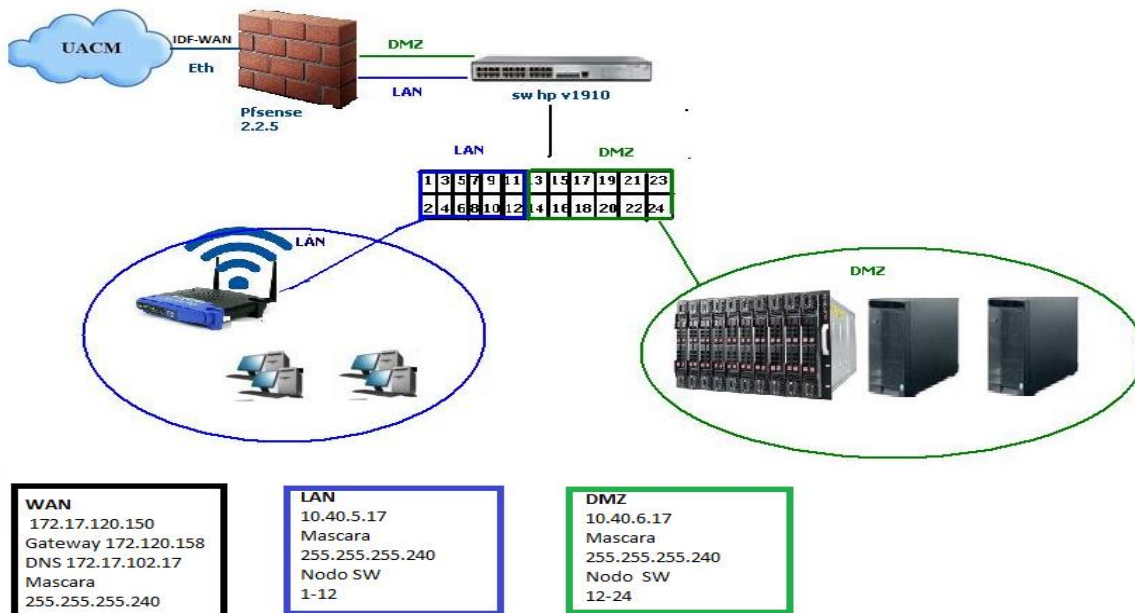 UACM
IDF-WAN
Eth
DMZ
LAN
Pfsense
2.2.5
sw hp v1910
LAN
DMZ
1 3 5 7 9 11 13 15 17 19 21 23
2 4 6 8 10 12 14 16 18 20 22 24
LAN
DMZ
WAN
172.17.120.150
Gateway 172.120.158
DNS 172.17.102.17
Mascara
255.255.255.240
LAN
10.40.5.17
Mascara
255.255.255.240
Nodo SW
1-12
DMZ
10.40.6.17
Mascara
255.255.255.240
Nodo SW
12-24